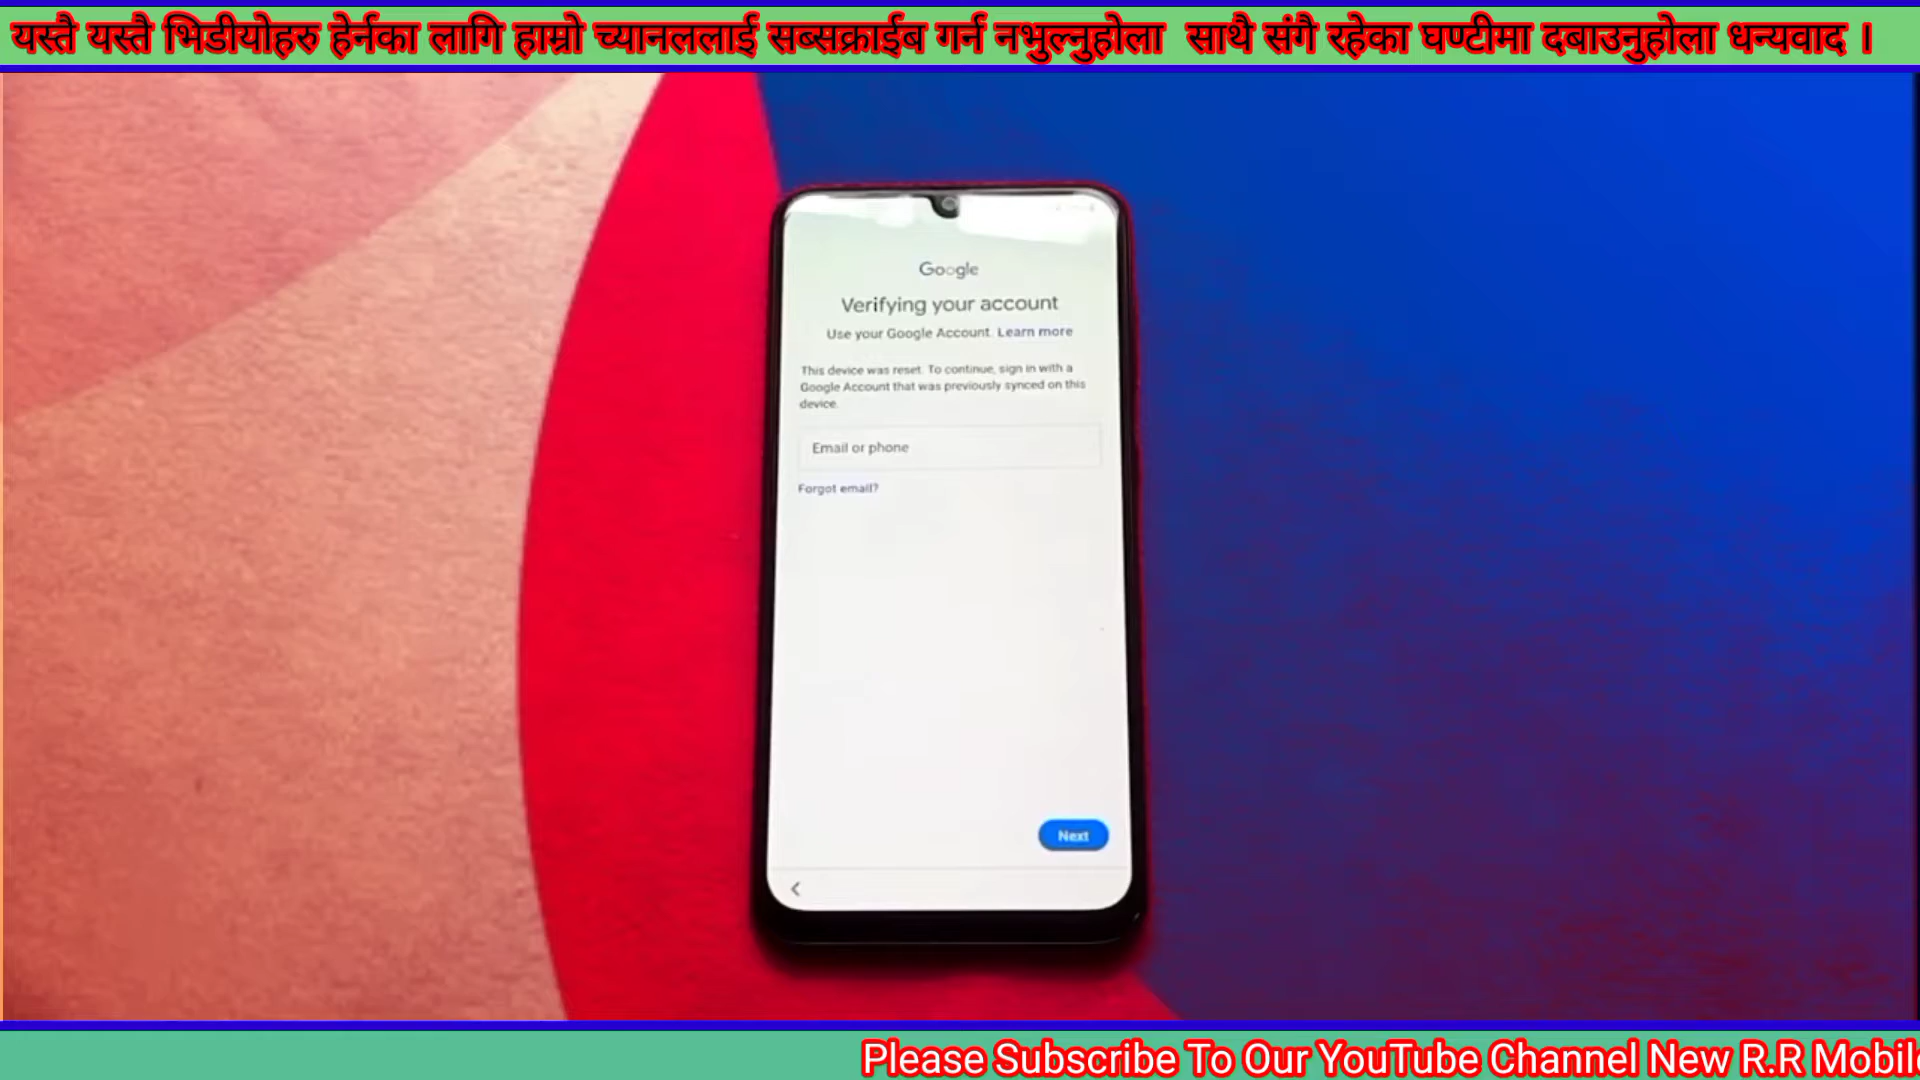 यस्तै यस्तै भिडीयोहरु हेर्नका लागि हाम्रो च्यानललाई सब्सक्राईब गर्न नभुल्नुहोला साथै संगै रहेका घण्टीमा दबाउनुहोला धन्यवाद ।
Google
Verifying your account
Use your Google Account. Learn more
This device was reset. To continue, sign in with a
Google Account that was previously synced on this
device.
Email or phone
Forgot email?
Next
Please Subscribe To Our YouTube Channel New R.R Mobile